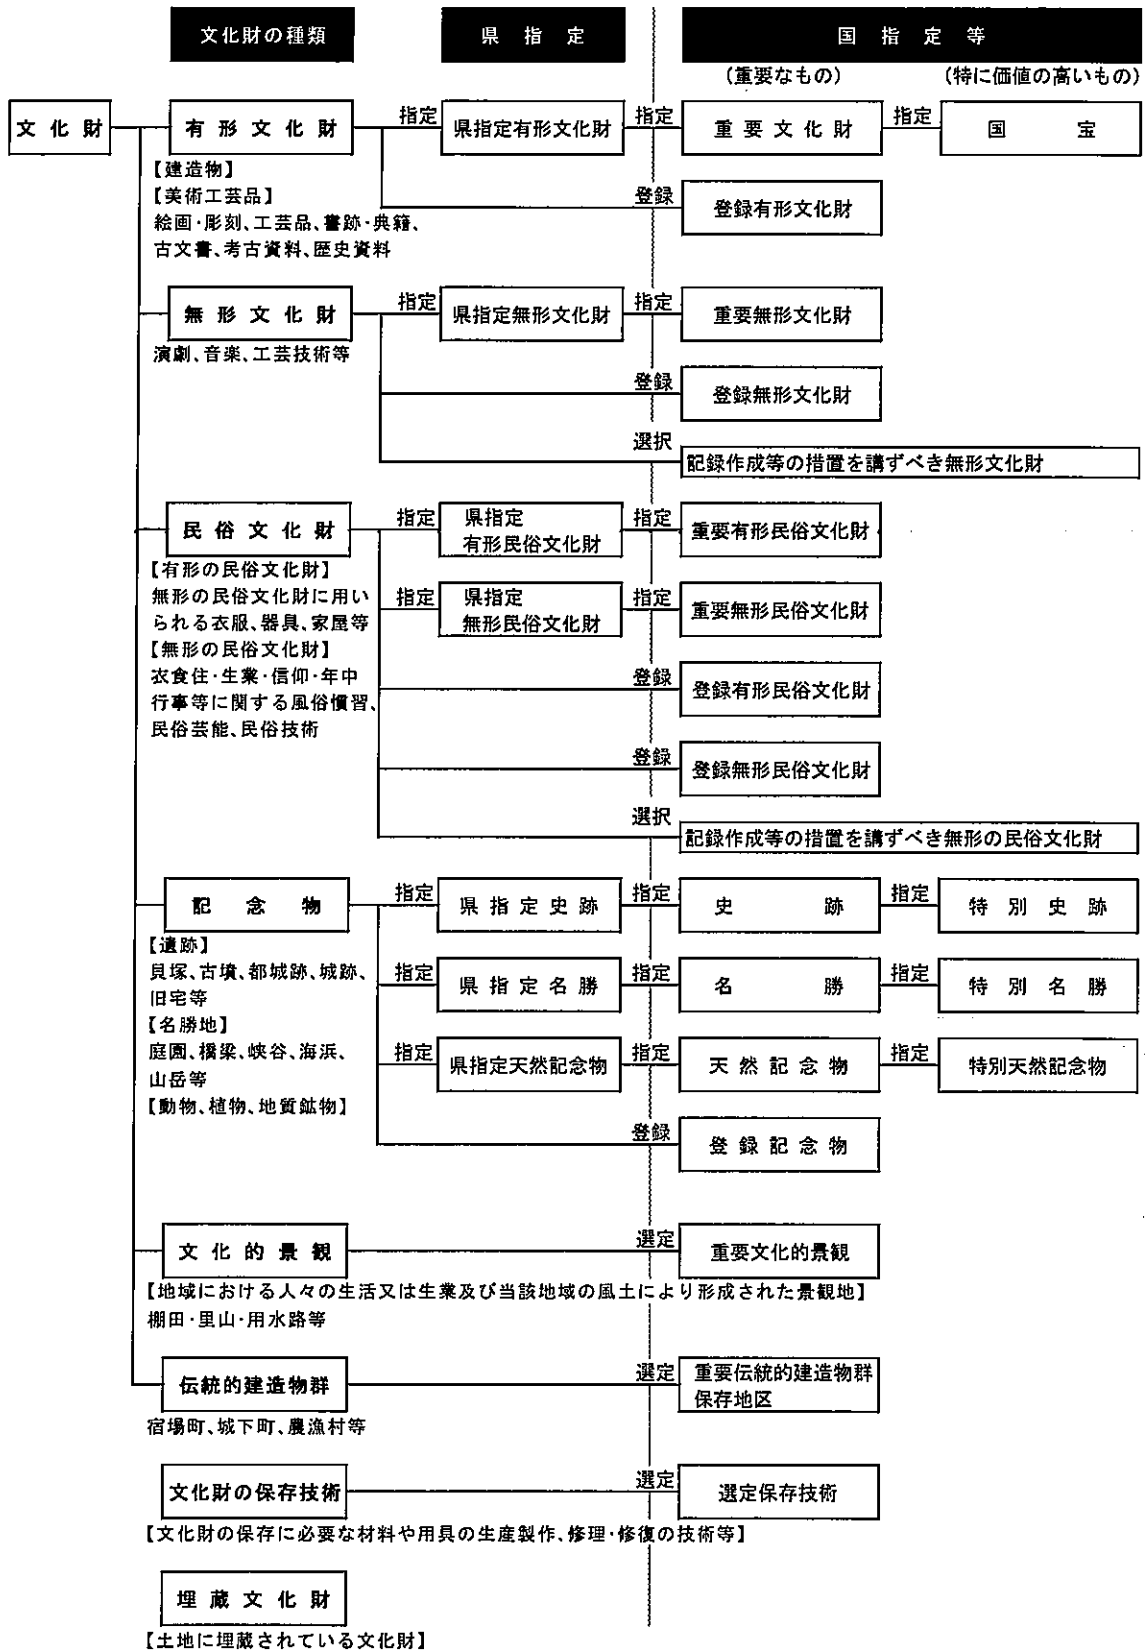 文化財の種類
県指定
国指定等
(重要なもの)
(特に価値の高いもの)
文化財
有形文化財
指定
県指定有形文化財
指定
重要文化財
指定
国宝
【建造物】
【美術工芸品】
絵画・彫刻、工芸品、書跡・典籍、
古文書、考古資料、歴史資料
登録
登録有形文化財
無形文化財
指定
県指定無形文化財
指定
重要無形文化財
演劇、音楽、工芸技術等
登録
登録無形文化財
選択
記録作成等の措置を講ずべき無形文化財
民俗文化財
指定
県指定
有形民俗文化財
指定
重要有形民俗文化財
【有形の民俗文化財】
無形の民俗文化財に用い
られる衣服、器具、家屋等
【無形の民俗文化財】
衣食住・生業・信仰・年中
行事等に関する風俗慣習、
民俗芸能、民俗技術
指定
県指定
無形民俗文化財
指定
重要無形民俗文化財
登録
登録有形民俗文化財
登録
登録無形民俗文化財
選択
記録作成等の措置を講ずべき無形の民俗文化財
記念物
指定
県指定史跡
指定
史跡
指定
特別史跡
【遺跡】
貝塚、古墳、都城跡、城跡、
旧宅等
【名勝地】
庭園、橋梁、峡谷、海浜、
山岳等
【動物、植物、地質鉱物】
指定
県指定名勝
指定
名勝
指定
特別名勝
指定
県指定天然記念物
指定
天然記念物
指定
特別天然記念物
登録
登録記念物
文化的景観
選定
重要文化的景観
【地域における人々の生活又は生業及び当該地域の風土により形成された景観地】
棚田・里山・用水路等
伝統的建造物群
選定
重要伝統的建造物群
保存地区
宿場町、城下町、農漁村等
文化財の保存技術
選定
選定保存技術
【文化財の保存に必要な材料や用具の生産製作、修理・修復の技術等】
埋蔵文化財
【土地に埋蔵されている文化財】